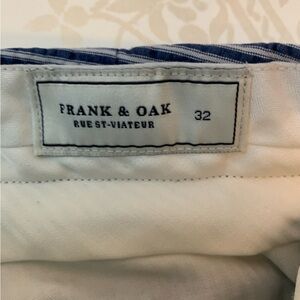 FRANK & OAK
RUE ST-VIATEUR
32